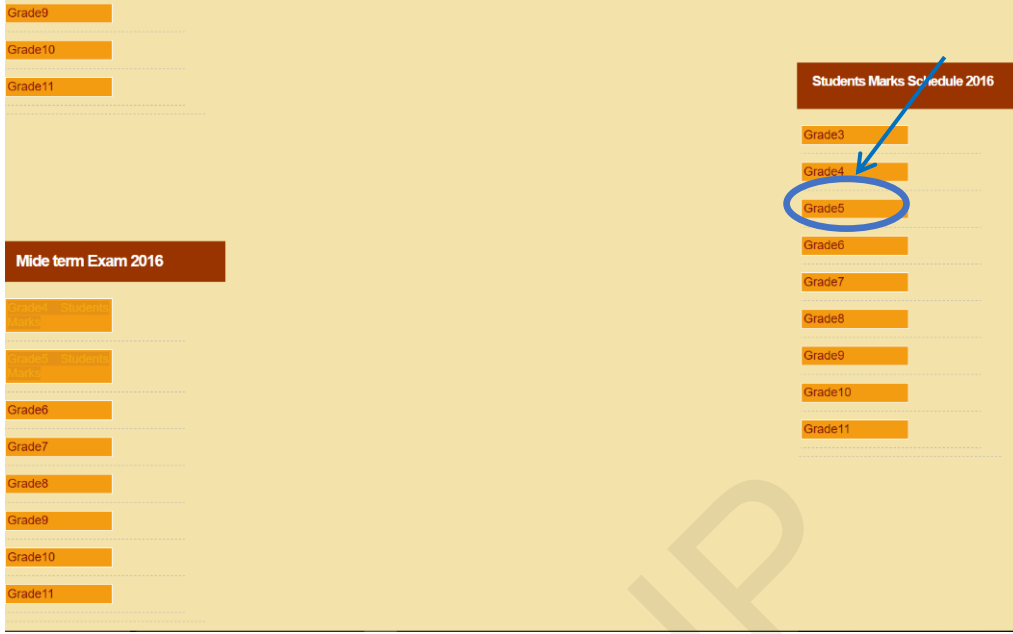 Grade9
Grade10
Grade11
Mide term Exam 2016
Grade4 Students
Marks
Grade5 Students
Marks
Grade6
Grade7
Grade8
Grade9
Grade10
Grade11
Students Marks Schedule 2016
Grade3
Grade4
Grade5
Grade6
Grade7
Grade8
Grade9
Grade10
Grade11